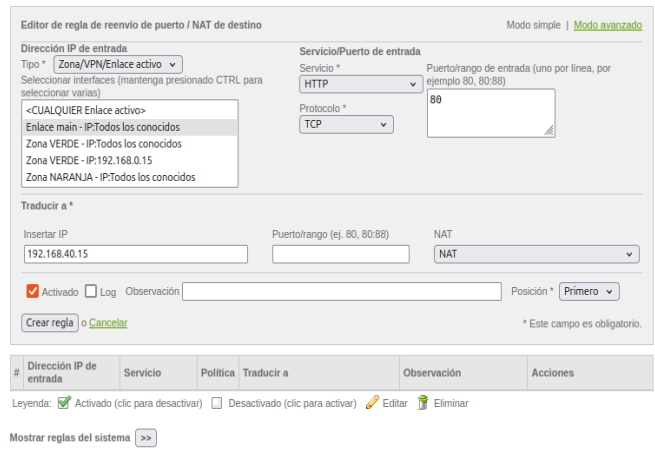 Editor de regla de reenvío de puerto / NAT de destino
Modo simple | Modo avanzado
Dirección IP de entrada
Tipo * Zona/VPN/Enlace activo
Seleccionar interfaces (mantenga presionado CTRL para
seleccionar varias)
<CUALQUIER Enlace activo>
Enlace main - IP:Todos los conocidos
Zona VERDE - IP:Todos los conocidos
Zona VERDE - IP:192.168.0.15
Zona NARANJA - IP:Todos los conocidos
Servicio/Puerto de entrada
Servicio *
HTTP
Protocolo *
TCP
Puerto/rango de entrada (uno por línea, por
ejemplo 80, 80:88)
80
Traducir a *
Insertar IP
192.168.40.15
Puerto/rango (ej. 80, 80:88)
NAT
NAT
Activado Log Observación Posición * Primero
Crear regla o Cancelar
* Este campo es obligatorio.
# Dirección IP de entrada Servicio Política Traducir a Observación Acciones
Leyenda: Activado (clic para desactivar) Desactivado (clic para activar) Editar Eliminar
Mostrar reglas del sistema >>